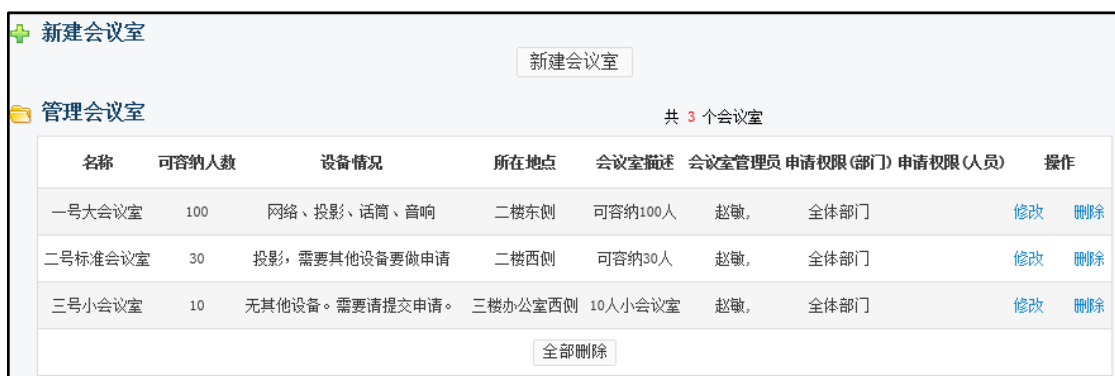 新建会议室
新建会议室
管理会议室 共 3 个会议室
名称 可容纳人数 设备情况 所在地点 会议室描述 会议室管理员 申请权限(部门) 申请权限(人员) 操作
一号大会议室 100 网络、投影、话筒、音响 二楼东侧 可容纳100人 赵敏, 全体部门 修改 删除
二号标准会议室 30 投影，需要其他设备要做申请 二楼西侧 可容纳30人 赵敏, 全体部门 修改 删除
三号小会议室 10 无其他设备。需要请提交申请。 三楼办公室西侧 10人小会议室 赵敏, 全体部门 修改 删除
全部删除